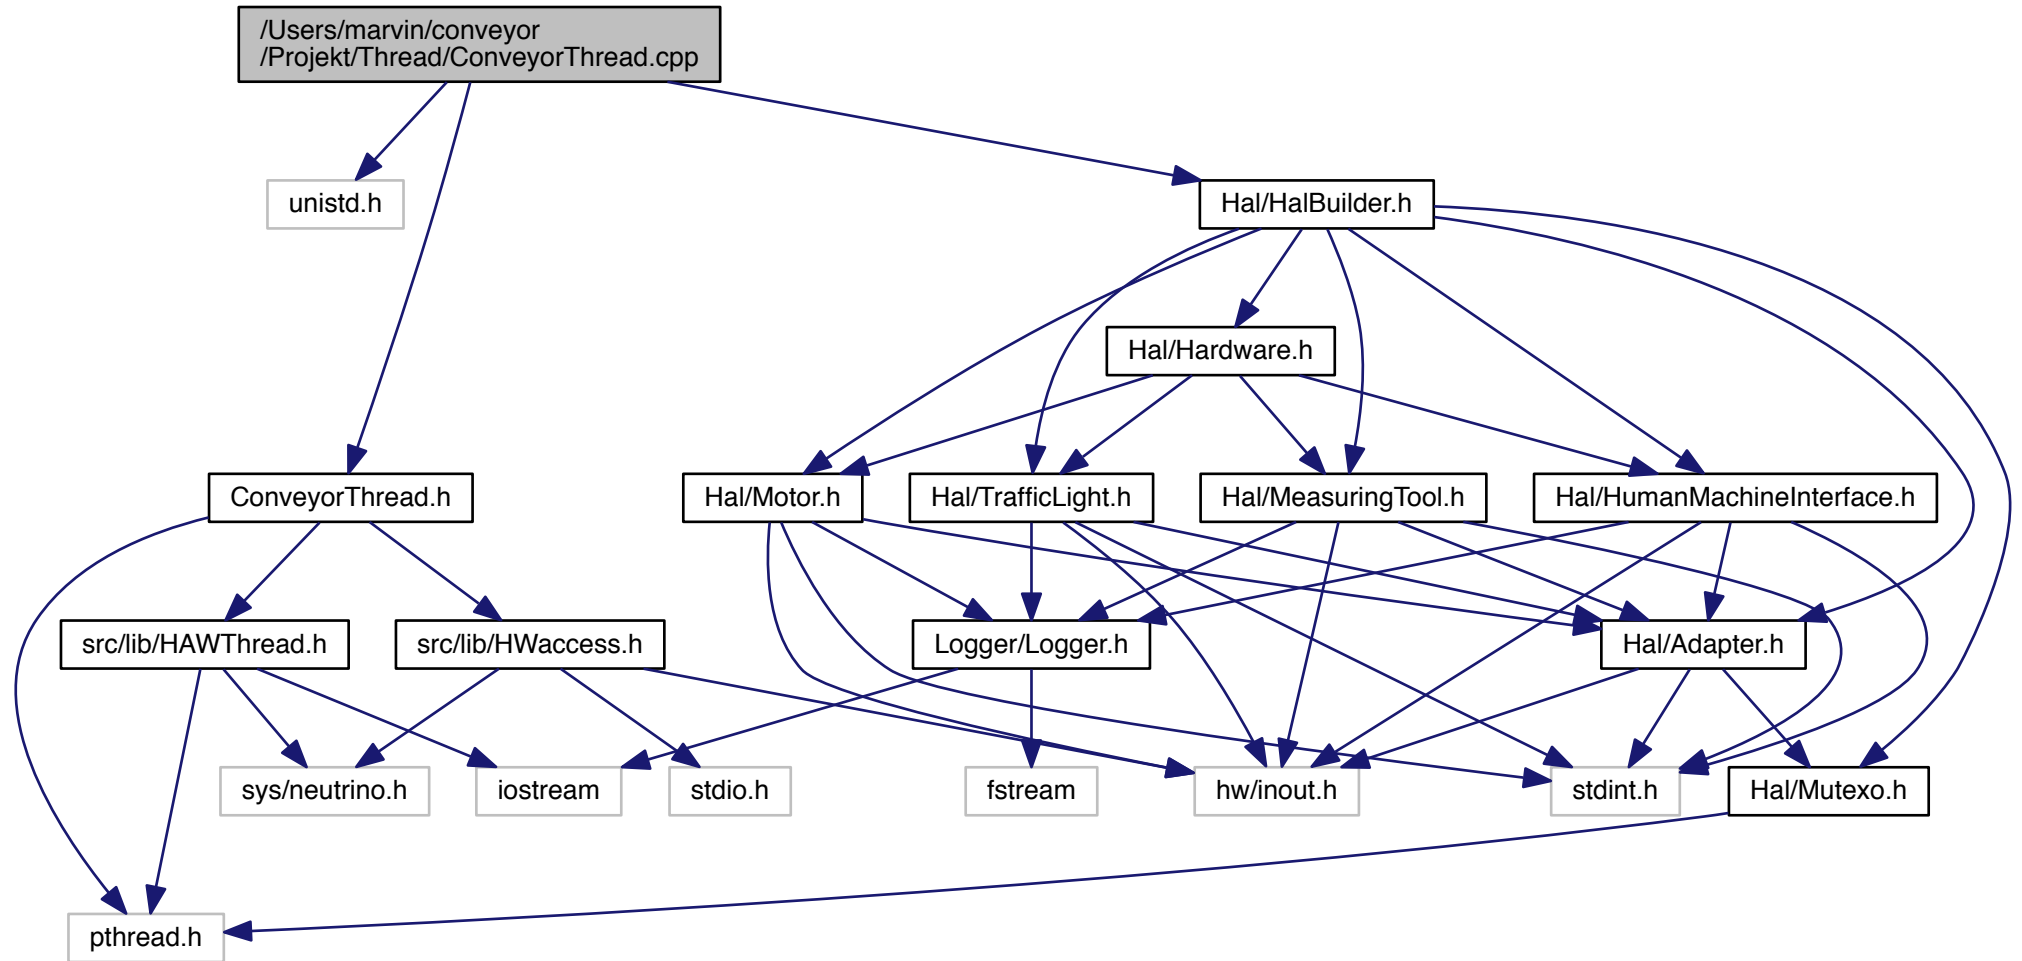 /Users/marvin/conveyor
/Projekt/Thread/ConveyorThread.cpp
unistd.h
Hal/HalBuilder.h
Hal/Hardware.h
ConveyorThread.h
Hal/Motor.h
Hal/TrafficLight.h
Hal/MeasuringTool.h
Hal/HumanMachineInterface.h
src/lib/HAWThread.h
src/lib/HWaccess.h
Logger/Logger.h
Hal/Adapter.h
sys/neutrino.h
iostream
stdio.h
fstream
hw/inout.h
stdint.h
Hal/Mutexo.h
pthread.h